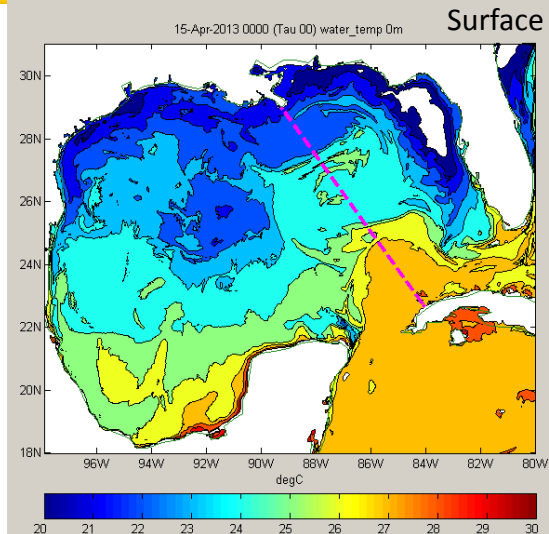 Surface
15-Apr-2013 0000 (Tau 00) water_temp 0m
30N
28N
26N
24N
22N
20N
18N
96W 94W 92W 90W 88W 86W 84W 82W 80W
degC
20 21 22 23 24 25 26 27 28 29 30